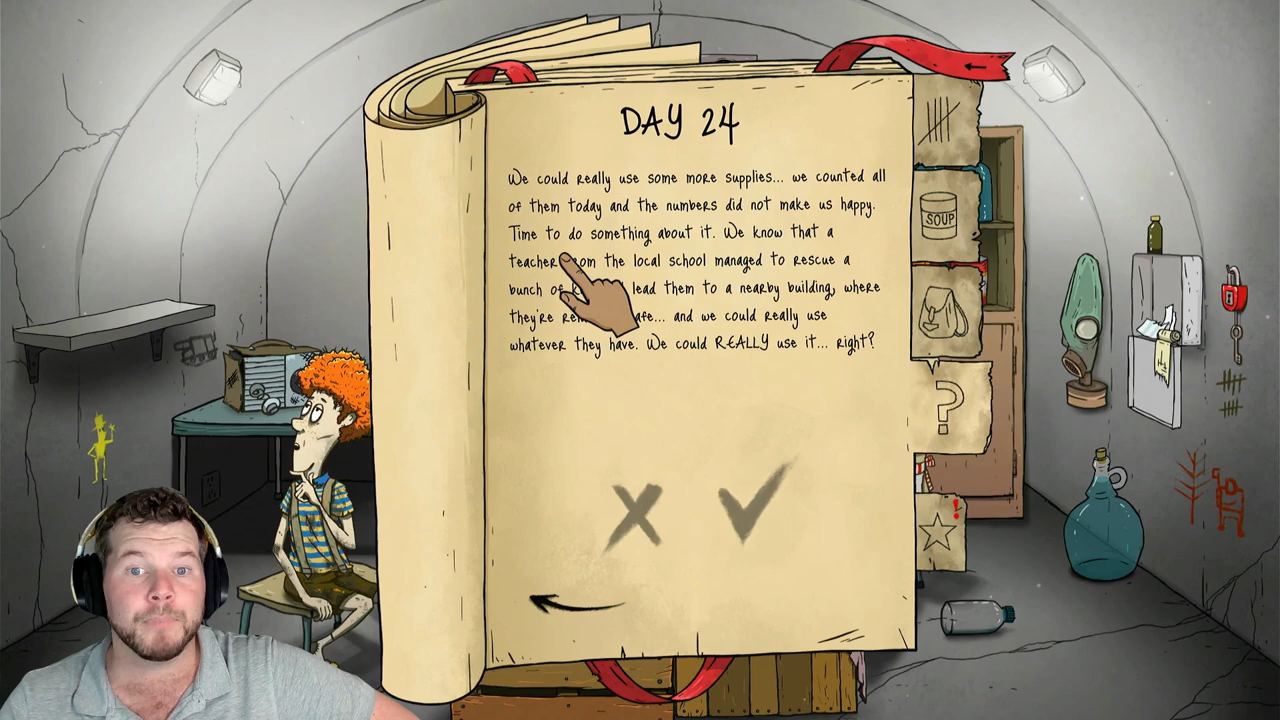 DAY 24
We could really use some more supplies... we counted all
of them today and the numbers did not make us happy.
Time to do something about it. We know that a
teacher the local school managed to rescue a
bunch of lead them to a nearby building, where
they're and we could really use
whatever they have. We could REALLY use it... right?
SOUP
?
!